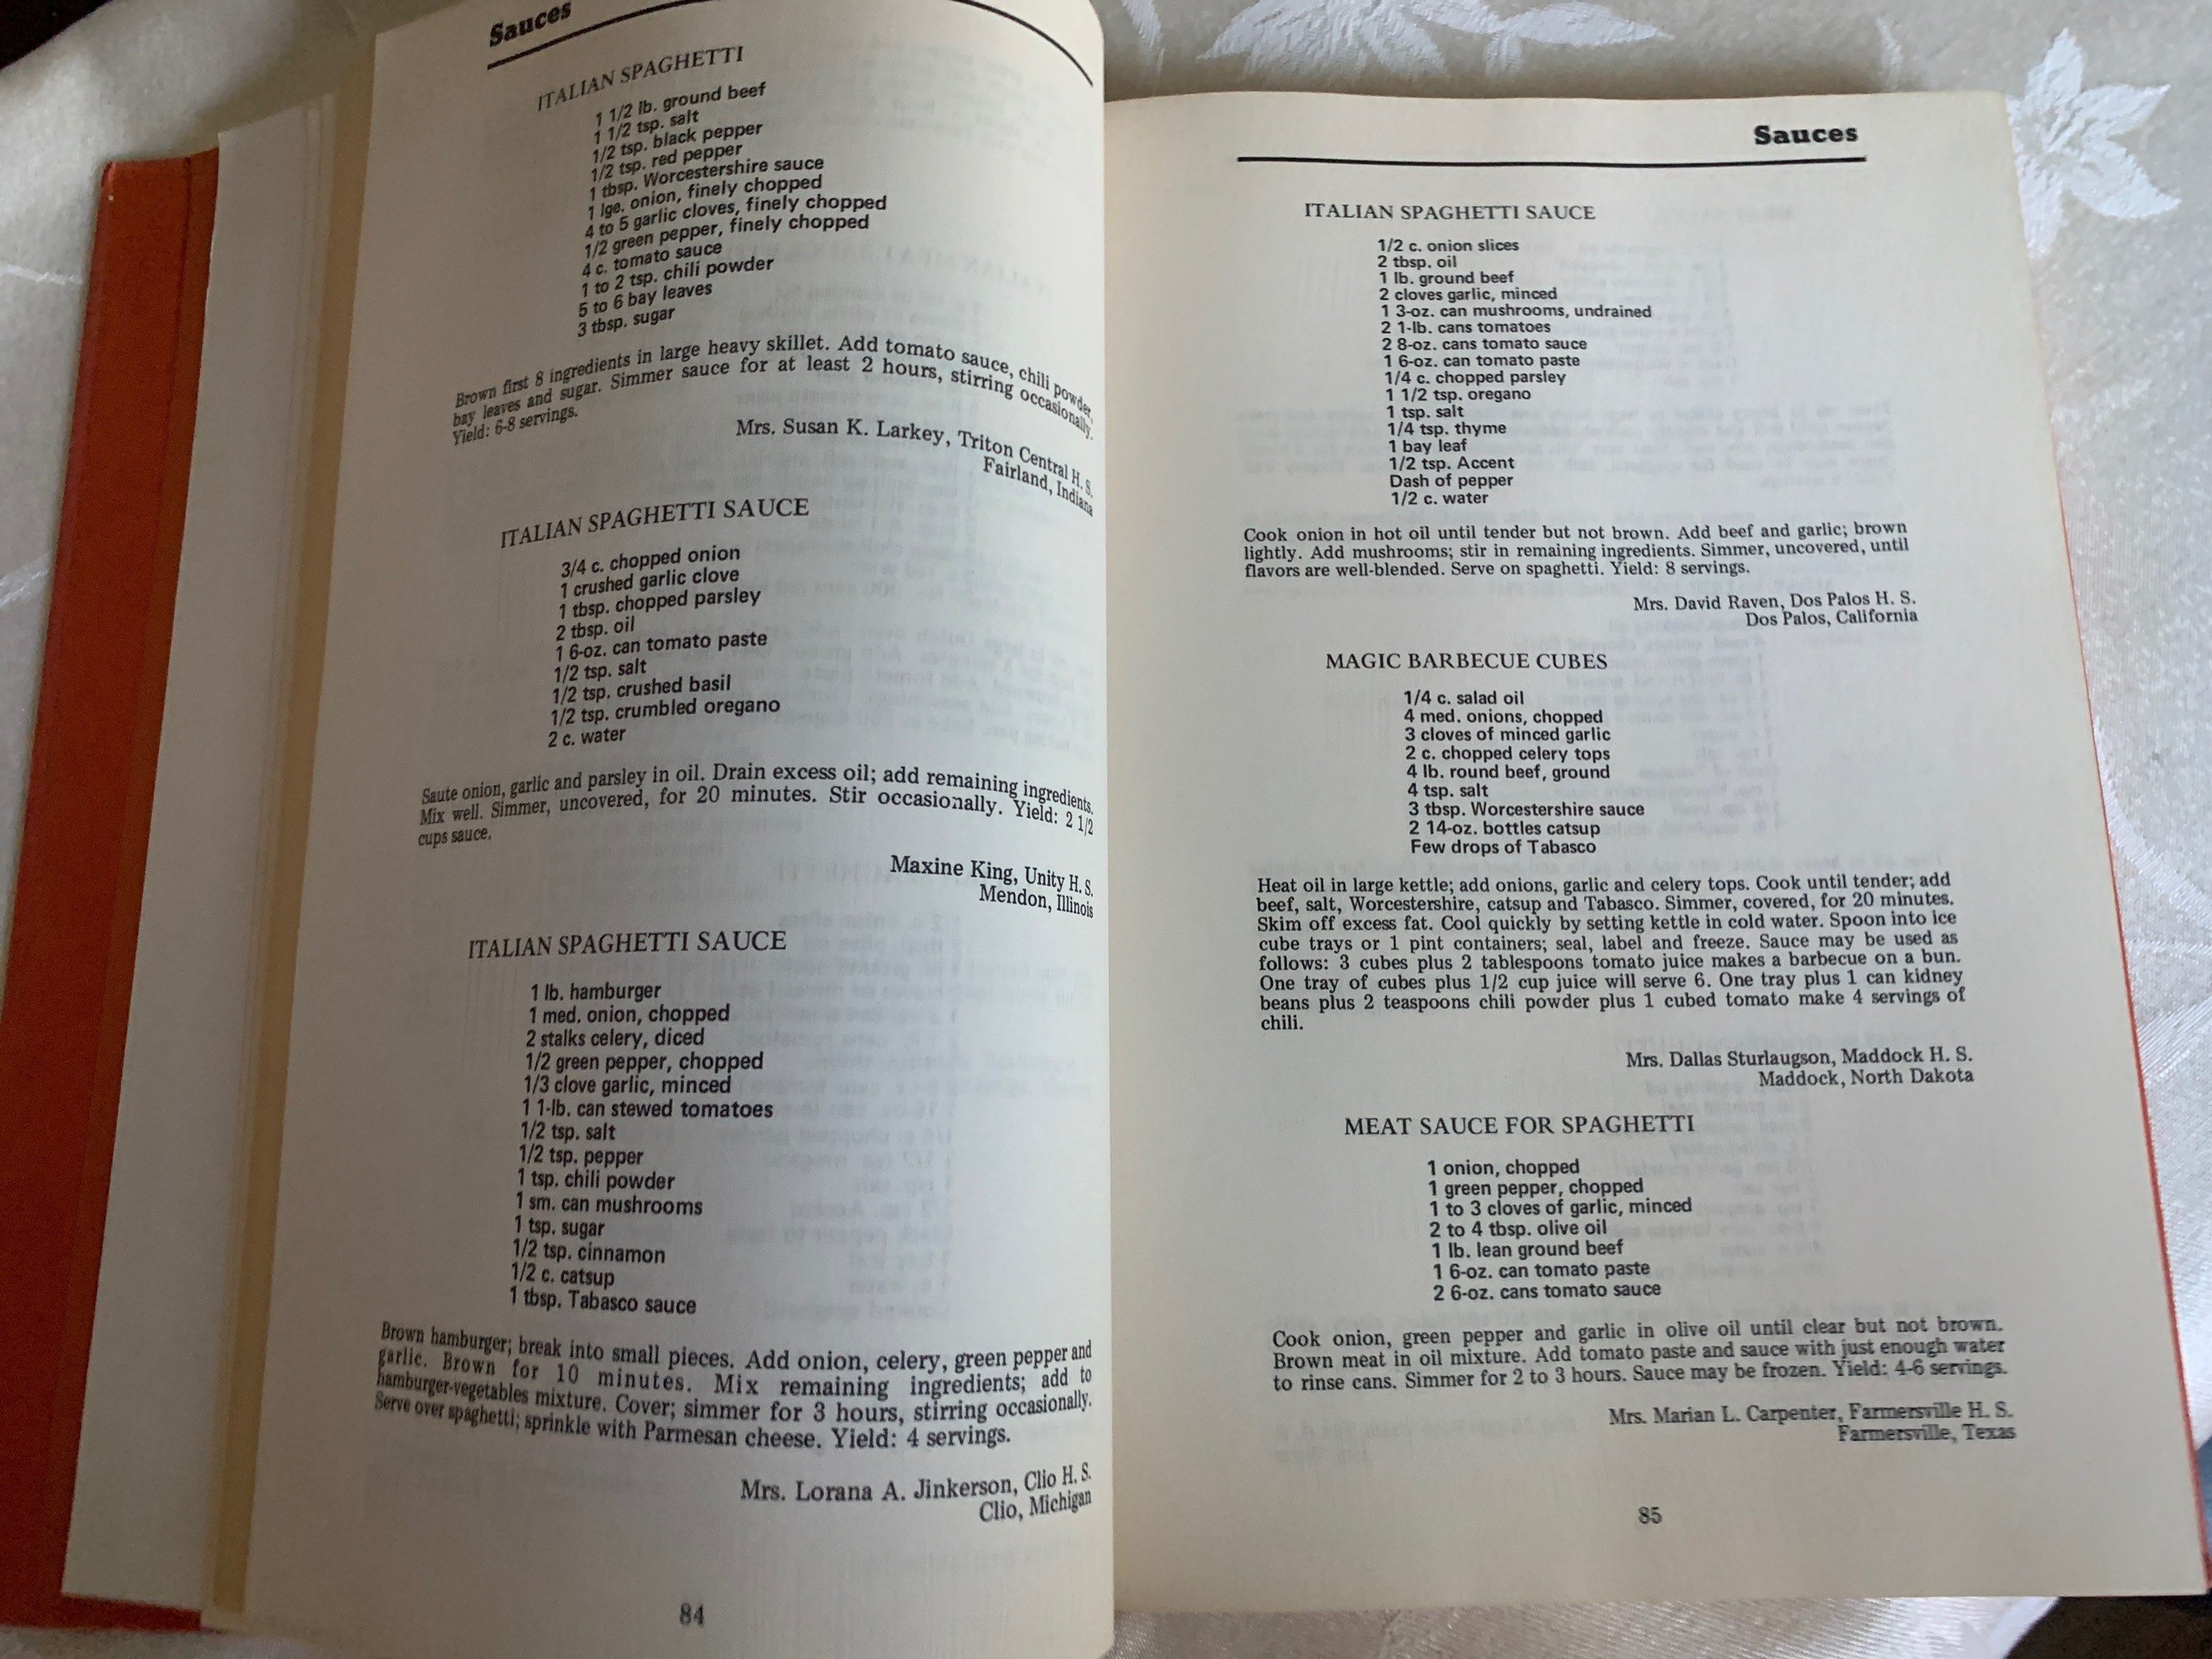 Sauces
ITALIAN SPAGHETTI
1 1/2 lb. ground beef
1 1/2 tsp. salt
1/2 tsp. black pepper
1/2 tsp. red pepper
1 tbsp. Worcestershire sauce
1 lge. onion, finely chopped
4 to 5 garlic cloves, finely chopped
1/2 green pepper, finely chopped
4 c. tomato sauce
1 to 2 tsp. chili powder
5 to 6 bay leaves
3 tbsp. sugar
Brown first 8 ingredients in large heavy skillet. Add tomato sauce, chili powder,
bay leaves and sugar. Simmer sauce for at least 2 hours, stirring occasionally.
Yield: 6-8 servings.
Mrs. Susan K. Larkey, Triton Central H. S.
Fairland, Indiana
ITALIAN SPAGHETTI SAUCE
3/4 c. chopped onion
1 crushed garlic clove
1 tbsp. chopped parsley
2 tbsp. oil
1 6-oz. can tomato paste
1/2 tsp. salt
1/2 tsp. crushed basil
1/2 tsp. crumbled oregano
2 c. water
Saute onion, garlic and parsley in oil. Drain excess oil; add remaining ingredients.
Mix well. Simmer, uncovered, for 20 minutes. Stir occasionally. Yield: 2 1/2
cups sauce.
Maxine King, Unity H. S.
Mendon, Illinois
ITALIAN SPAGHETTI SAUCE
1 lb. hamburger
1 med. onion, chopped
2 stalks celery, diced
1/2 green pepper, chopped
1/3 clove garlic, minced
1 1-lb. can stewed tomatoes
1/2 tsp. salt
1/2 tsp. pepper
1 tsp. chili powder
1 sm. can mushrooms
1 tsp. sugar
1/2 tsp. cinnamon
1/2 c. catsup
1 tbsp. Tabasco sauce
Brown hamburger; break into small pieces. Add onion, celery, green pepper and
garlic. Brown for 10 minutes. Mix remaining ingredients; add to
hamburger-vegetables mixture. Cover; simmer for 3 hours, stirring occasionally.
Serve over spaghetti; sprinkle with Parmesan cheese. Yield: 4 servings.
Mrs. Lorana A. Jinkerson, Clio H. S.
Clio, Michigan
84
Sauces
ITALIAN SPAGHETTI SAUCE
1/2 c. onion slices
2 tbsp. oil
1 lb. ground beef
2 cloves garlic, minced
1 3-oz. can mushrooms, undrained
2 1-lb. cans tomatoes
2 8-oz. cans tomato sauce
1 6-oz. can tomato paste
1/4 c. chopped parsley
1 1/2 tsp. oregano
1 tsp. salt
1/4 tsp. thyme
1 bay leaf
1/2 tsp. Accent
Dash of pepper
1/2 c. water
Cook onion in hot oil until tender but not brown. Add beef and garlic; brown
lightly. Add mushrooms; stir in remaining ingredients. Simmer, uncovered, until
flavors are well-blended. Serve on spaghetti. Yield: 8 servings.
Mrs. David Raven, Dos Palos H. S.
Dos Palos, California
MAGIC BARBECUE CUBES
1/4 c. salad oil
4 med. onions, chopped
3 cloves of minced garlic
2 c. chopped celery tops
4 lb. round beef, ground
4 tsp. salt
3 tbsp. Worcestershire sauce
2 14-oz. bottles catsup
Few drops of Tabasco
Heat oil in large kettle; add onions, garlic and celery tops. Cook until tender; add
beef, salt, Worcestershire, catsup and Tabasco. Simmer, covered, for 20 minutes.
Skim off excess fat. Cool quickly by setting kettle in cold water. Spoon into ice
cube trays or 1 pint containers; seal, label and freeze. Sauce may be used as
follows: 3 cubes plus 2 tablespoons tomato juice makes a barbecue on a bun.
One tray of cubes plus 1/2 cup juice will serve 6. One tray plus 1 can kidney
beans plus 2 teaspoons chili powder plus 1 cubed tomato make 4 servings of
chili.
Mrs. Dallas Sturlaugson, Maddock H. S.
Maddock, North Dakota
MEAT SAUCE FOR SPAGHETTI
1 onion, chopped
1 green pepper, chopped
1 to 3 cloves of garlic, minced
2 to 4 tbsp. olive oil
1 lb. lean ground beef
1 6-oz. can tomato paste
2 6-oz. cans tomato sauce
Cook onion, green pepper and garlic in olive oil until clear but not brown.
Brown meat in oil mixture. Add tomato paste and sauce with just enough water
to rinse cans. Simmer for 2 to 3 hours. Sauce may be frozen. Yield: 4-6 servings.
Mrs. Marian L. Carpenter, Farmersville H. S.
Farmersville, Texas
85